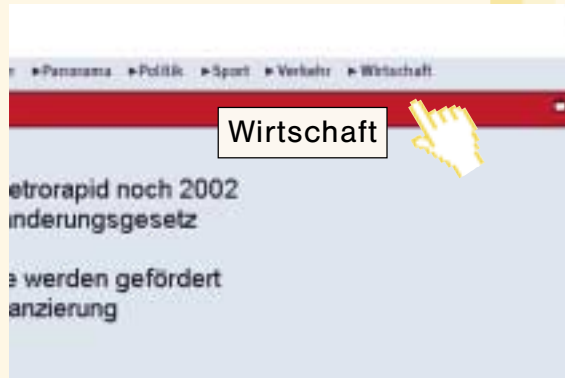 ▸Panorama ▸Politik ▸Sport ▸Verkehr ▸Wirtschaft
Wirtschaft
etrorapid noch 2002
nderungsgesetz
e werden gefördert
anzierung